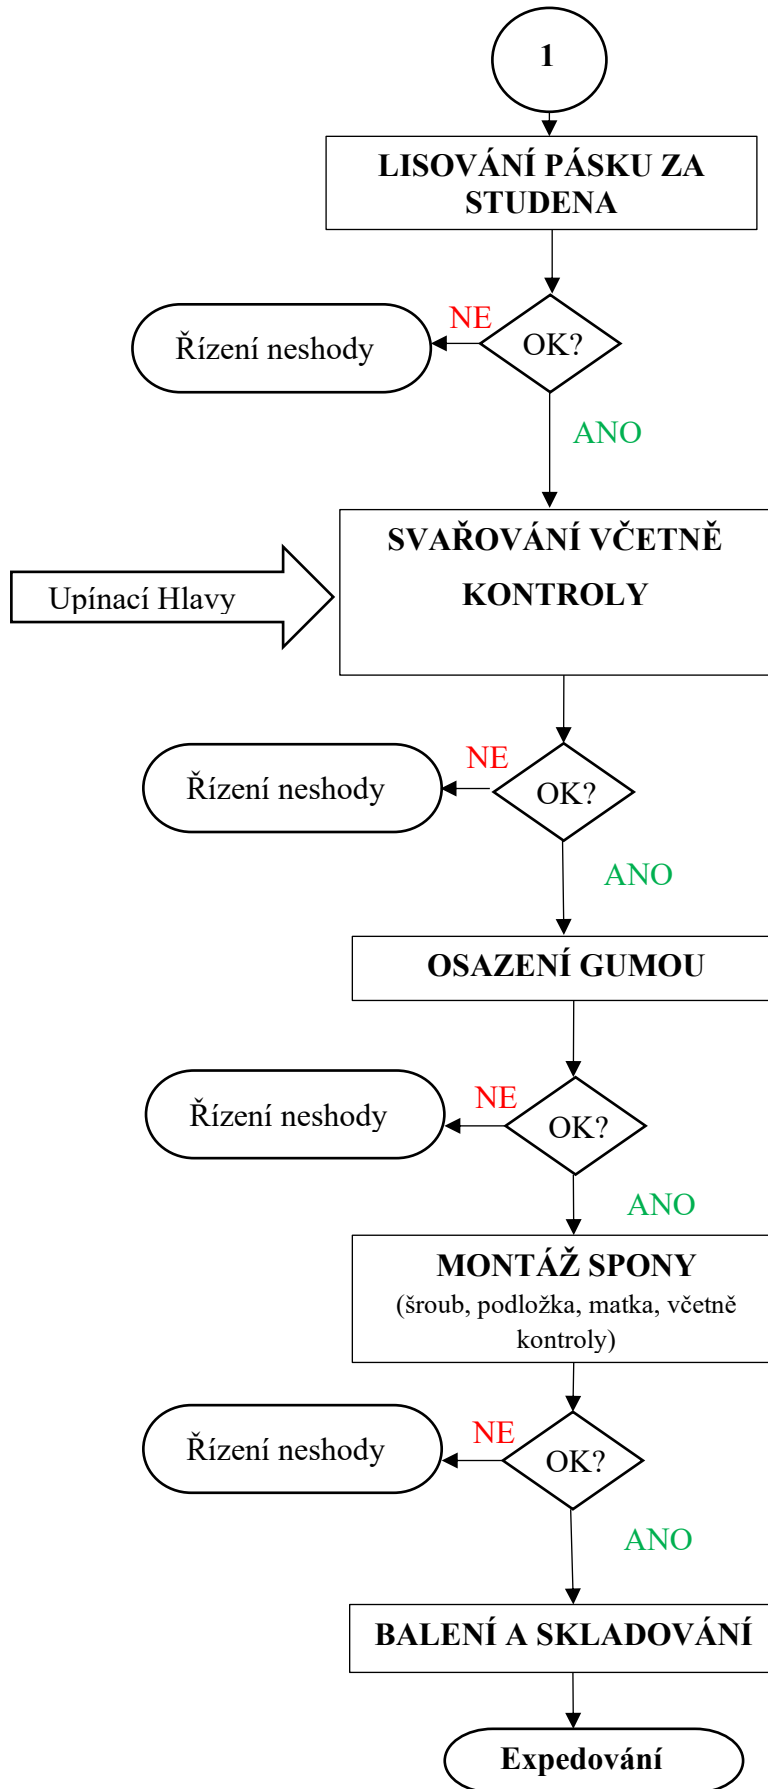 1
LISOVÁNÍ PÁSKU ZA
STUDENA
NE
Řízení neshody
OK?
ANO
SVAŘOVÁNÍ VČETNĚ
KONTROLY
Upínací Hlavy
NE
Řízení neshody
OK?
ANO
OSAZENÍ GUMOU
NE
Řízení neshody
OK?
ANO
MONTÁŽ SPONY
(šroub, podložka, matka, včetně
kontroly)
NE
Řízení neshody
OK?
ANO
BALENÍ A SKLADOVÁNÍ
Expedování